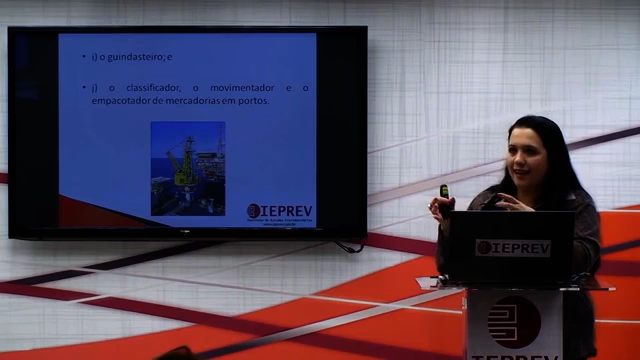 i) o guindasteiro; e
j) o classificador, o movimentador e o
empacotador de mercadorias em portos.
IEPREV
IEPREV
IEPREV